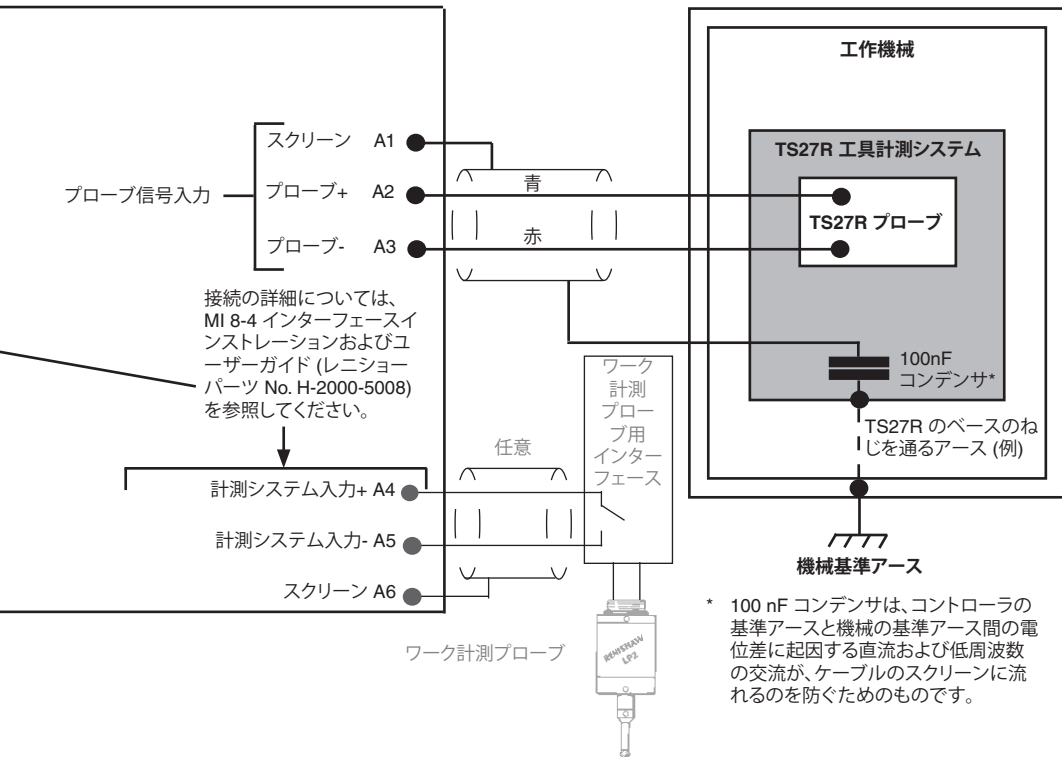 工作機械
TS27R 工具計測システム
TS27R プローブ
プローブ信号入力
スクリーン A1
プローブ+ A2
プローブ- A3
青
赤
接続の詳細については、
MI 8-4 インターフェースイ
ンストレーションおよびユ
ーザーガイド (レニショー
パーツ No. H-2000-5008)
を参照してください。
100nF
コンデンサ*
TS27R のベースのね
じを通るアース (例)
機械基準アース
ワーク
計測
プロー
ブ用
インター
フェース
任意
計測システム入力+ A4
計測システム入力- A5
スクリーン A6
ワーク計測プローブ
RENISHAW
LP2
* 100 nF コンデンサは、コントローラの
基準アースと機械の基準アース間の電
位差に起因する直流および低周波数
の交流が、ケーブルのスクリーンに流
れるのを防ぐためのものです。